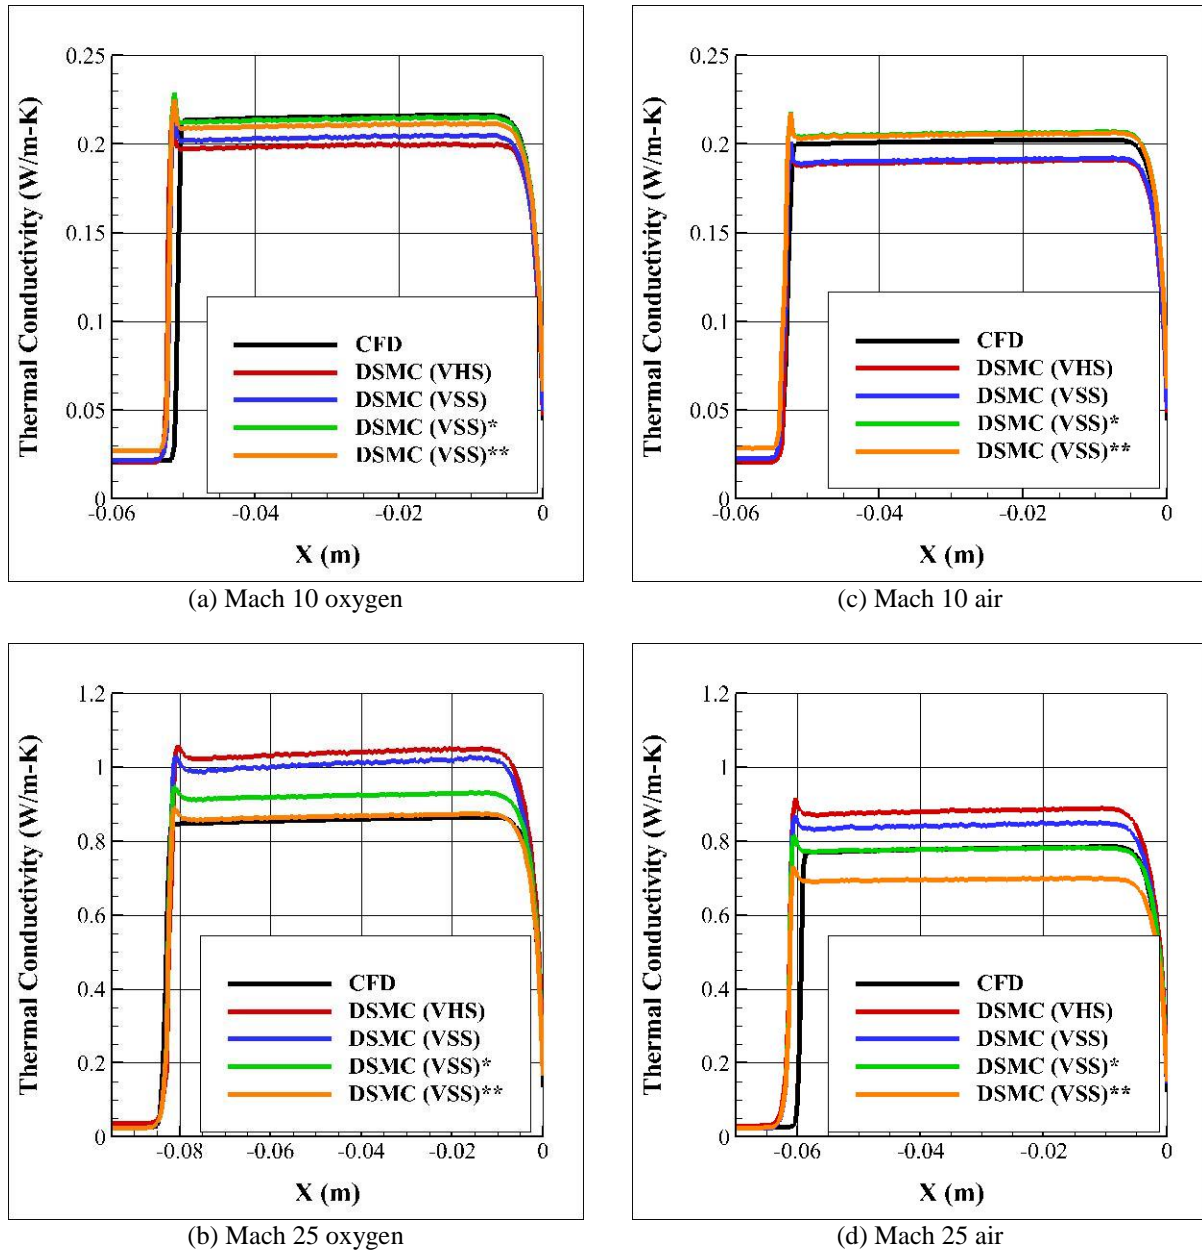 Thermal Conductivity (W/m-K)
0.25
0.2
0.15
0.1
0.05
0
-0.06
-0.04
-0.02
0
X (m)
CFD
DSMC (VHS)
DSMC (VSS)
DSMC (VSS)*
DSMC (VSS)**
(a) Mach 10 oxygen
Thermal Conductivity (W/m-K)
0.25
0.2
0.15
0.1
0.05
0
-0.06
-0.04
-0.02
0
X (m)
CFD
DSMC (VHS)
DSMC (VSS)
DSMC (VSS)*
DSMC (VSS)**
(c) Mach 10 air
Thermal Conductivity (W/m-K)
1.2
1
0.8
0.6
0.4
0.2
0
-0.08
-0.06
-0.04
-0.02
0
X (m)
CFD
DSMC (VHS)
DSMC (VSS)
DSMC (VSS)*
DSMC (VSS)**
(b) Mach 25 oxygen
Thermal Conductivity (W/m-K)
1.2
1
0.8
0.6
0.4
0.2
0
-0.06
-0.04
-0.02
0
X (m)
CFD
DSMC (VHS)
DSMC (VSS)
DSMC (VSS)*
DSMC (VSS)**
(d) Mach 25 air